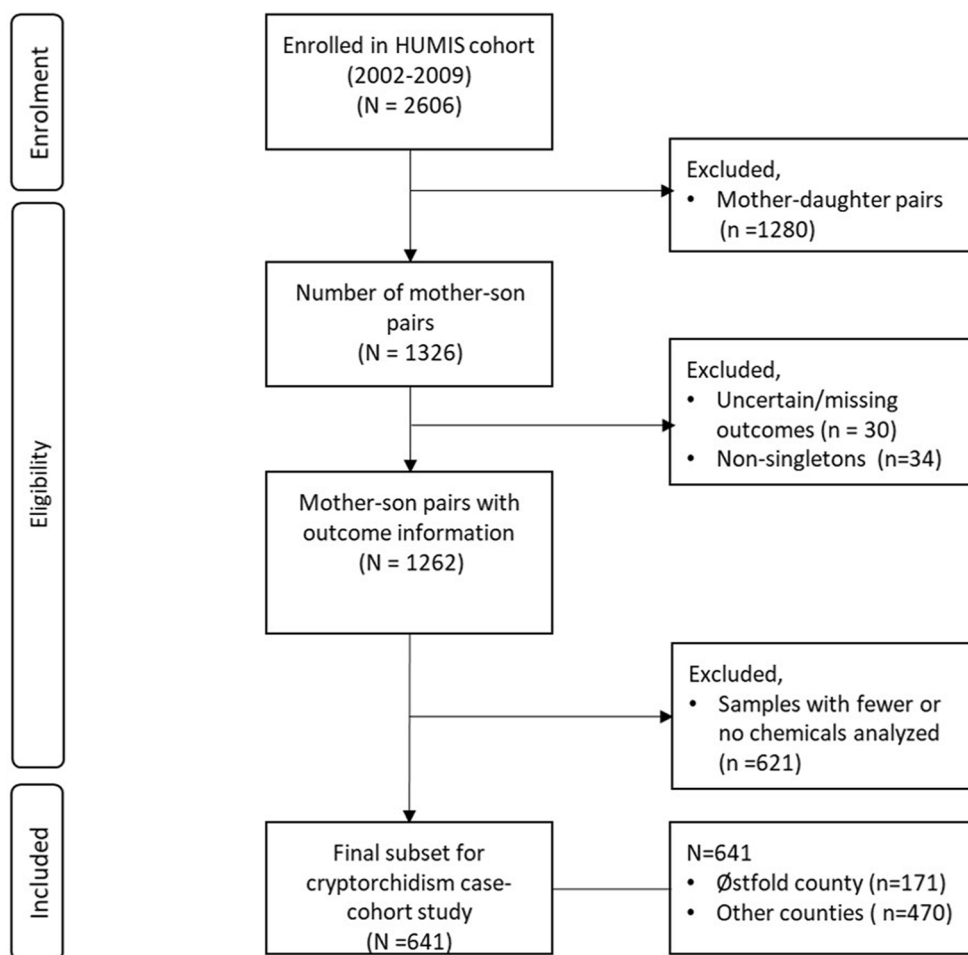 Enrolment
Enrolled in HUMIS cohort
(2002-2009)
(N = 2606)
Excluded,
• Mother-daughter pairs
(n =1280)
Eligibility
Number of mother-son
pairs
(N = 1326)
Excluded,
• Uncertain/missing
outcomes (n = 30)
• Non-singletons (n=34)
Mother-son pairs with
outcome information
(N = 1262)
Excluded,
• Samples with fewer or
no chemicals analyzed
(n =621)
Included
Final subset for
cryptorchidism case-
cohort study
(N =641)
N=641
• Østfold county (n=171)
• Other counties ( n=470)